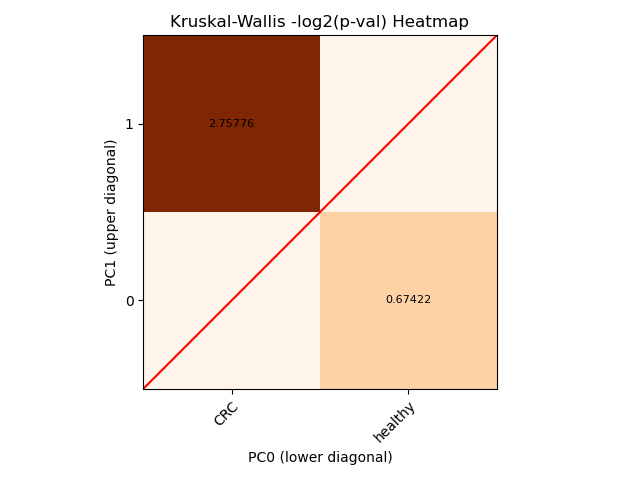 Kruskal-Wallis -log2(p-val) Heatmap
PC1 (upper diagonal)
1
0
2.75776
0.67422
CRC
healthy
PC0 (lower diagonal)